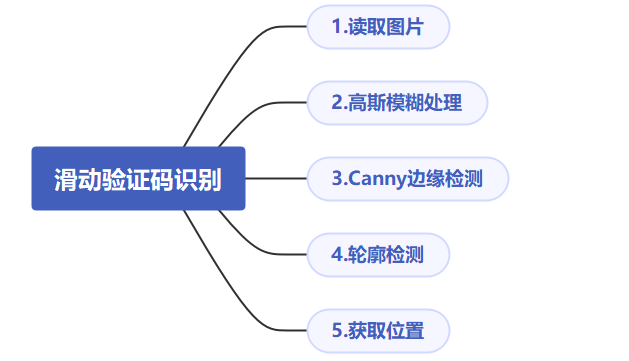 滑动验证码识别
1.读取图片
2.高斯模糊处理
3.Canny边缘检测
4.轮廓检测
5.获取位置